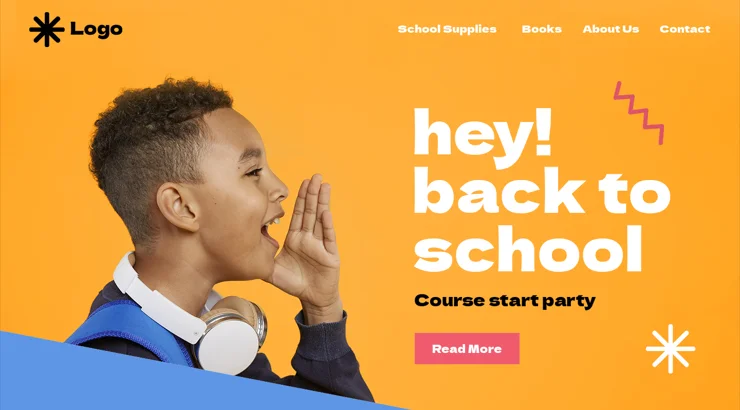 Logo
School Supplies Books About Us Contact
hey!
back to
school
Course start party
Read More